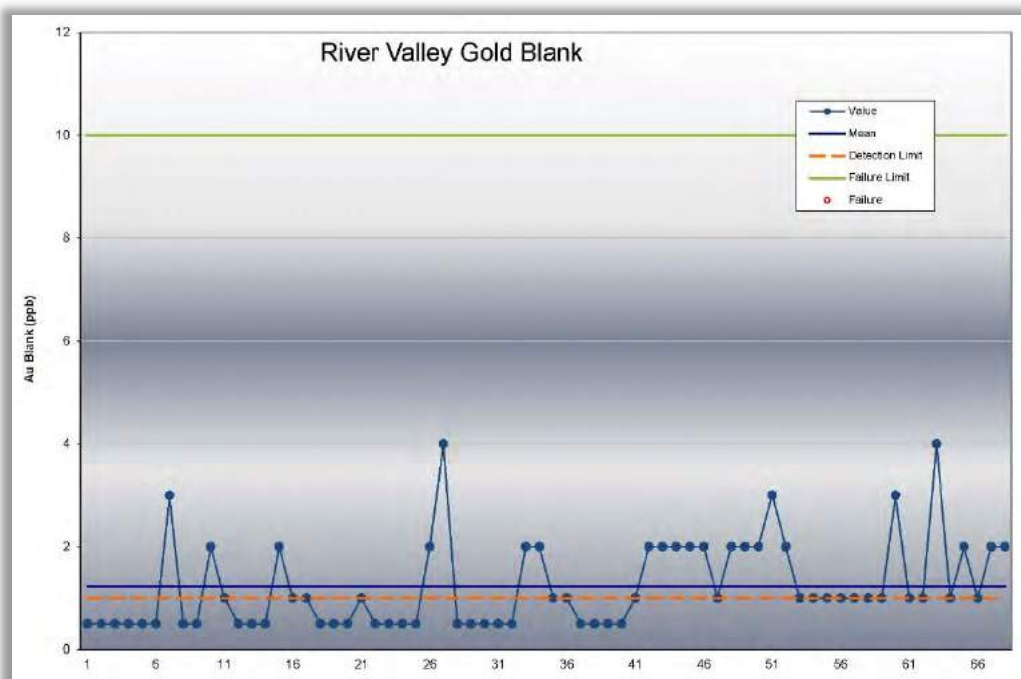 River Valley Gold Blank
12
10
8
6
4
2
0
Au Blank (ppb)
Value
Mean
Detection Limit
Failure Limit
Failure
1 6 11 16 21 26 31 36 41 46 51 56 61 66